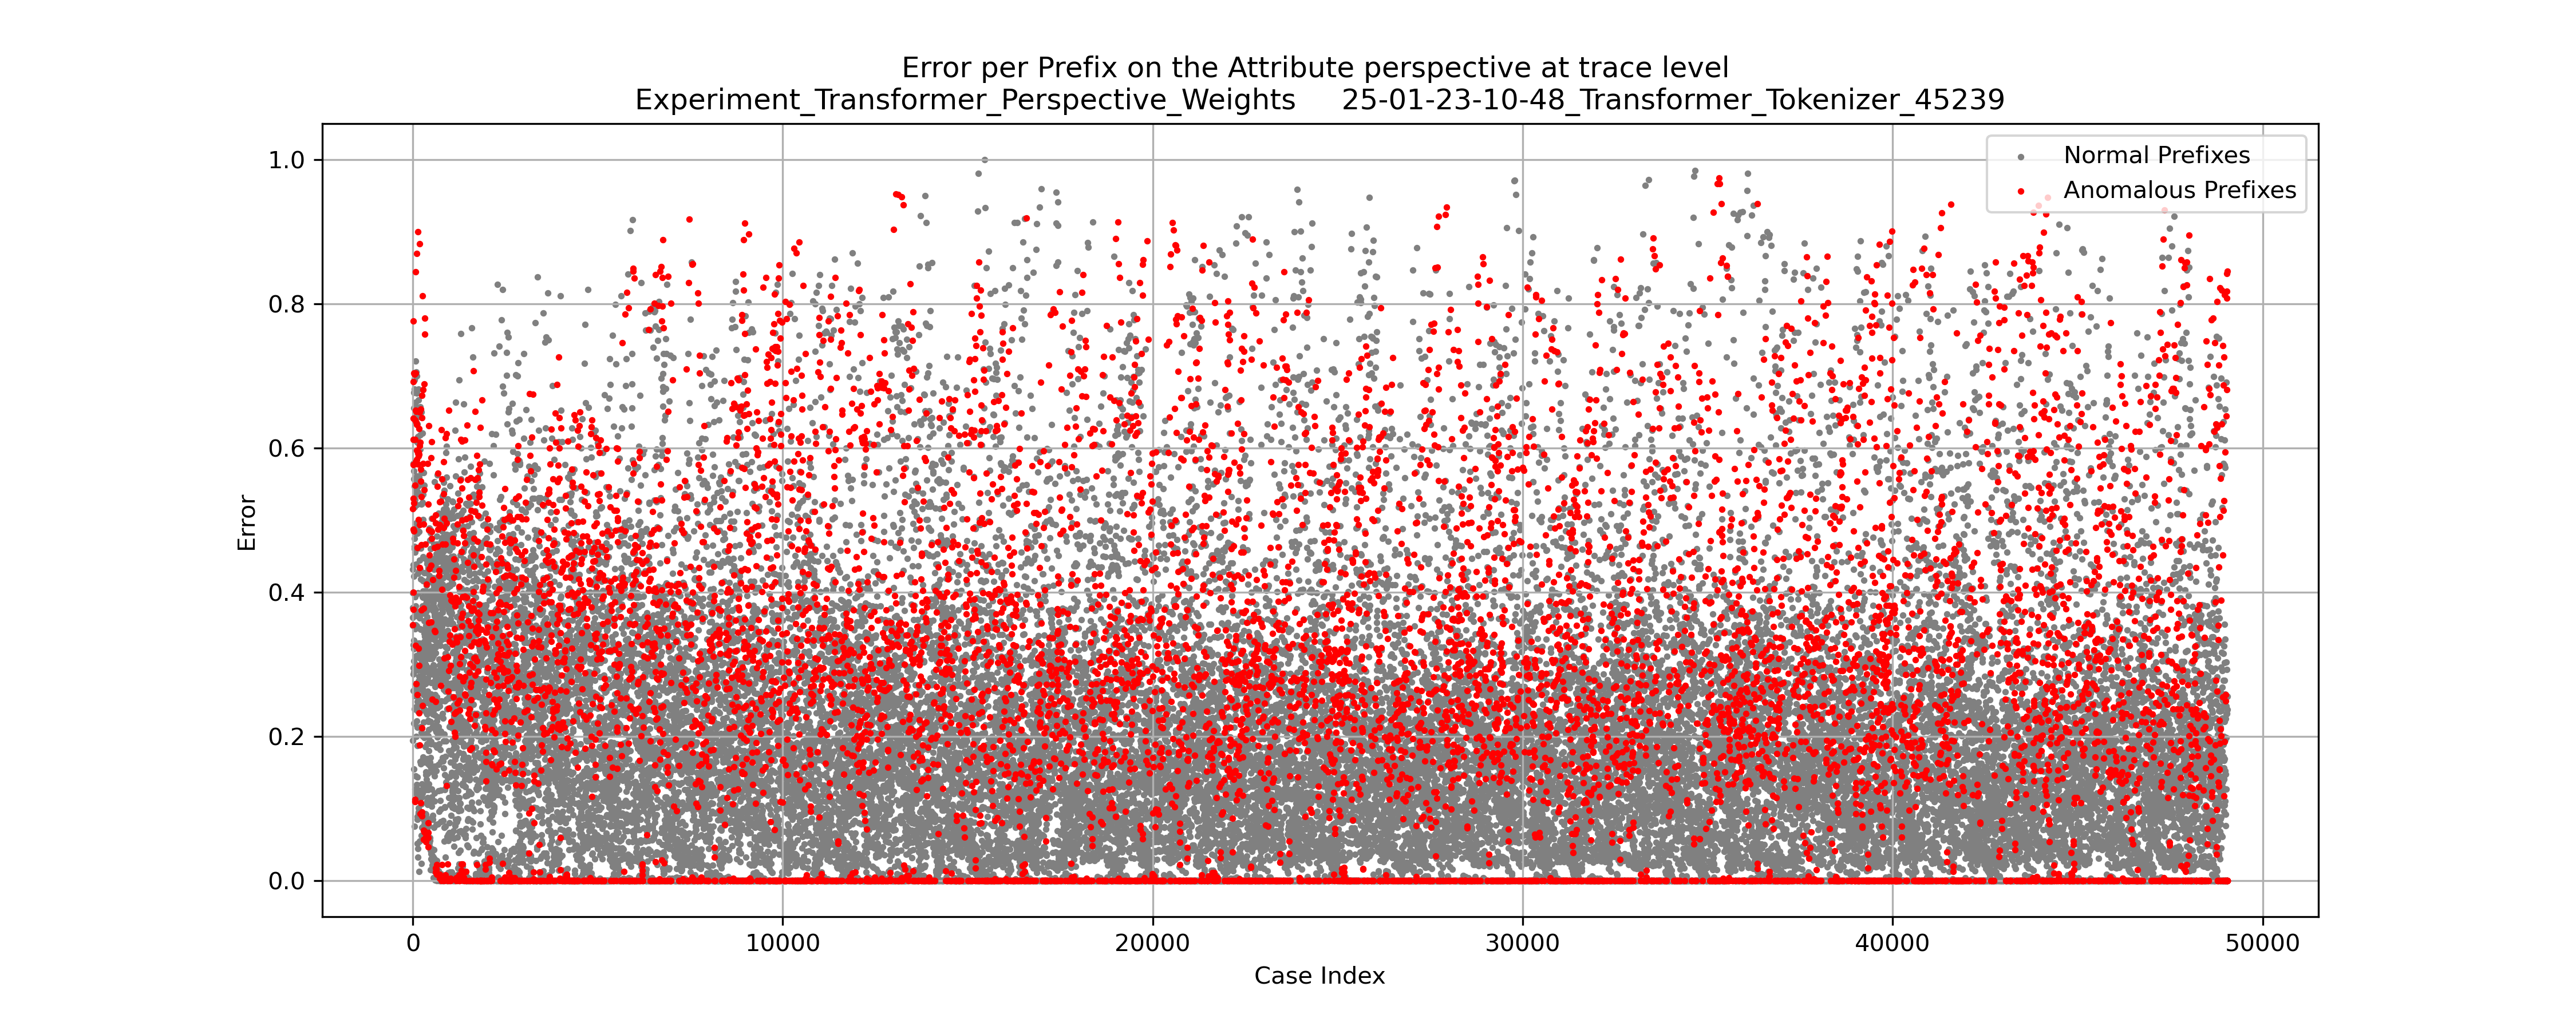 Error per Prefix on the Attribute perspective at trace level
Experiment_Transformer_Perspective_Weights 25-01-23-10-48_Transformer_Tokenizer_45239
Normal Prefixes
Anomalous Prefixes
1.0
0.8
0.6
0.4
0.2
0.0
Error
0
10000
20000
30000
40000
50000
Case Index